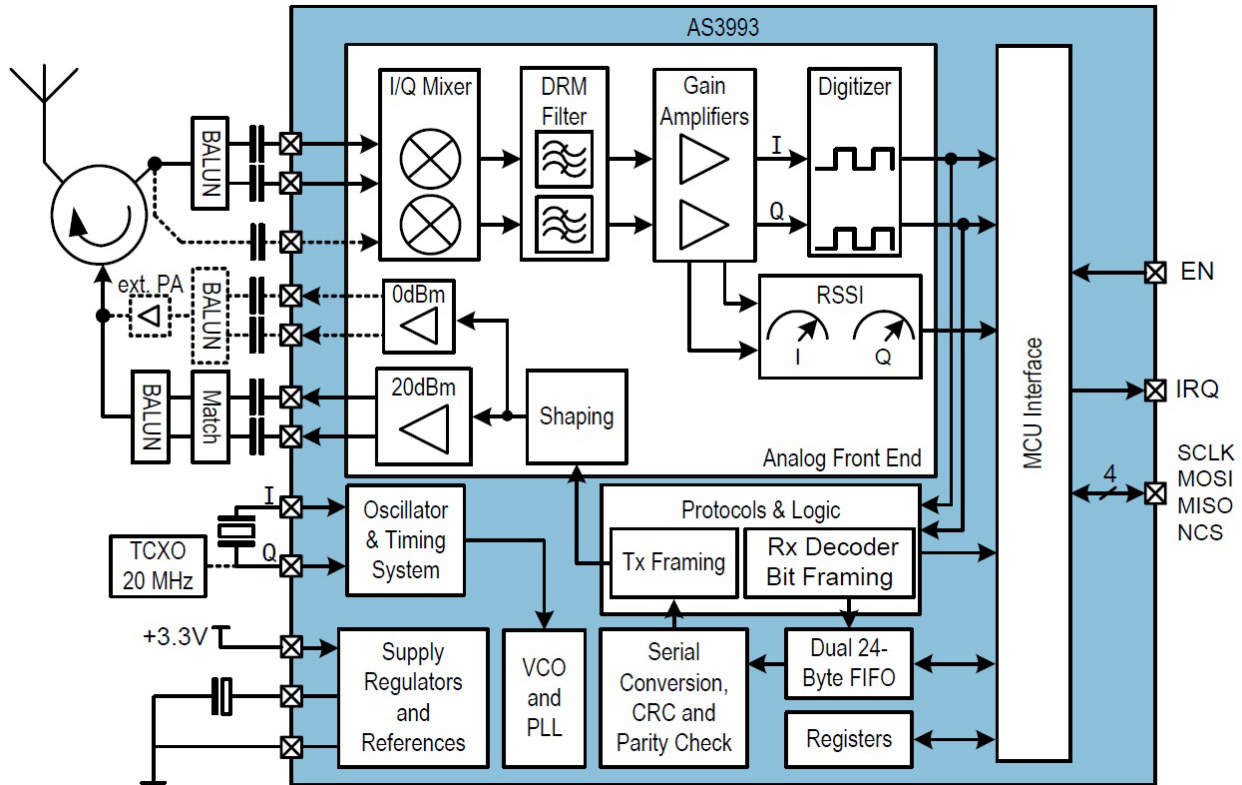 AS3993
I/Q Mixer
DRM
Filter
Gain
Amplifiers
Digitizer
I
Q
BALUN
ext. PA
BALUN
0dBm
RSSI
I
Q
EN
BALUN
Match
20dBm
Shaping
Analog Front End
MCU Interface
IRQ
4
SCLK
MOSI
MISO
NCS
I
Q
TCXO
20 MHz
Oscillator
& Timing
System
Protocols & Logic
Tx Framing
Rx Decoder
Bit Framing
+3.3V
Supply
Regulators
and
References
VCO
and
PLL
Serial
Conversion,
CRC and
Parity Check
Dual 24-
Byte FIFO
Registers